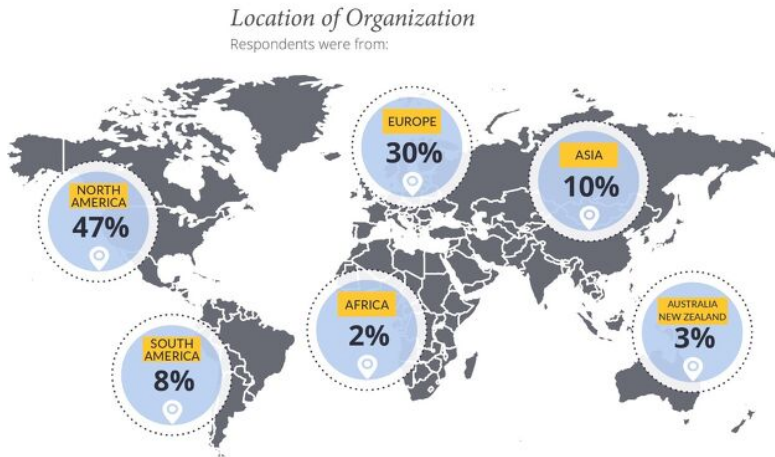 Location of Organization
Respondents were from:
EUROPE
30%
ASIA
10%
NORTH
AMERICA
47%
AFRICA
2%
AUSTRALIA
NEW ZEALAND
3%
SOUTH
AMERICA
8%